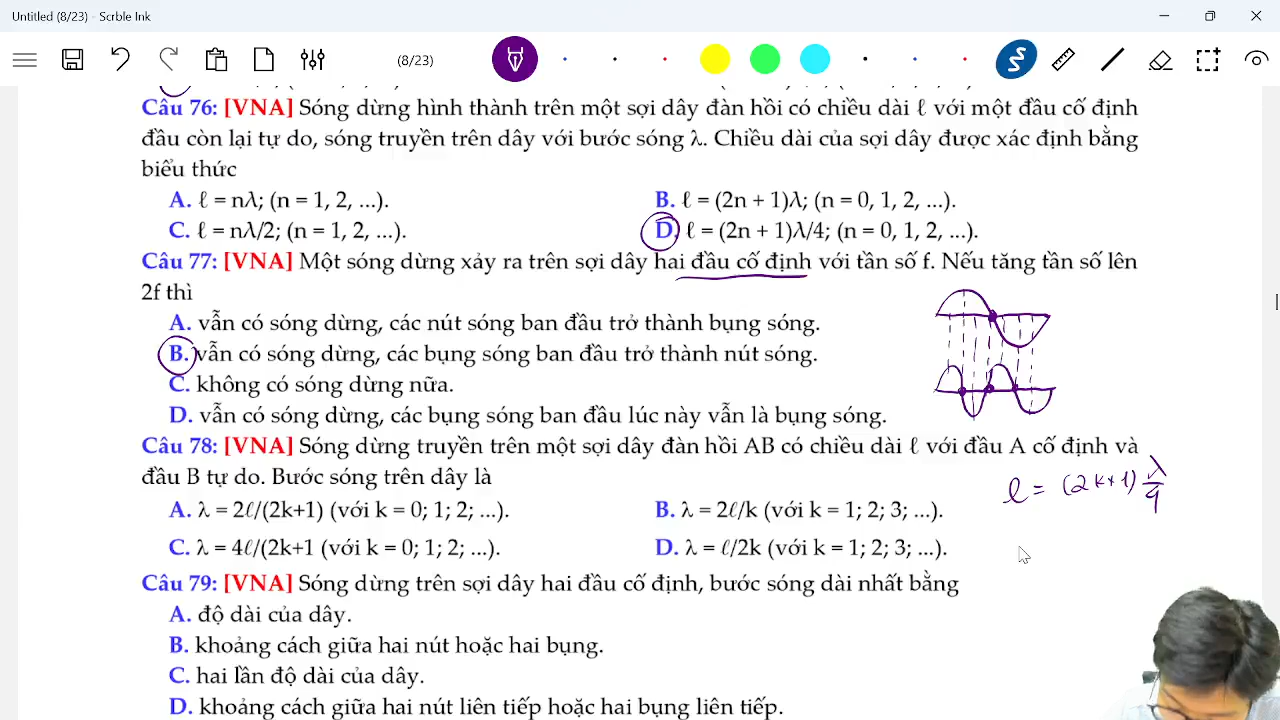 Untitled (8/23) - Scrble Ink
(8/23)
Câu 76: [VNA] Sóng dừng hình thành trên một sợi dây đàn hồi có chiều dài ℓ với một đầu cố định
đầu còn lại tự do, sóng truyền trên dây với bước sóng λ. Chiều dài của sợi dây được xác định bằng
biểu thức
A. ℓ = nλ; (n = 1, 2, ...). B. ℓ = (2n + 1)λ; (n = 0, 1, 2, ...).
C. ℓ = nλ/2; (n = 1, 2, ...). D. ℓ = (2n + 1)λ/4; (n = 0, 1, 2, ...).
Câu 77: [VNA] Một sóng dừng xảy ra trên sợi dây hai đầu cố định với tần số f. Nếu tăng tần số lên
2f thì
A. vẫn có sóng dừng, các nút sóng ban đầu trở thành bụng sóng.
B. vẫn có sóng dừng, các bụng sóng ban đầu trở thành nút sóng.
C. không có sóng dừng nữa.
D. vẫn có sóng dừng, các bụng sóng ban đầu lúc này vẫn là bụng sóng.
Câu 78: [VNA] Sóng dừng truyền trên một sợi dây đàn hồi AB có chiều dài ℓ với đầu A cố định và
đầu B tự do. Bước sóng trên dây là
ℓ = (2k+1) λ/4
A. λ = 2ℓ/(2k+1) (với k = 0; 1; 2; ...). B. λ = 2ℓ/k (với k = 1; 2; 3; ...).
C. λ = 4ℓ/(2k+1 (với k = 0; 1; 2; ...). D. λ = ℓ/2k (với k = 1; 2; 3; ...).
Câu 79: [VNA] Sóng dừng trên sợi dây hai đầu cố định, bước sóng dài nhất bằng
A. độ dài của dây.
B. khoảng cách giữa hai nút hoặc hai bụng.
C. hai lần độ dài của dây.
D. khoảng cách giữa hai nút liên tiếp hoặc hai bụng liên tiếp.